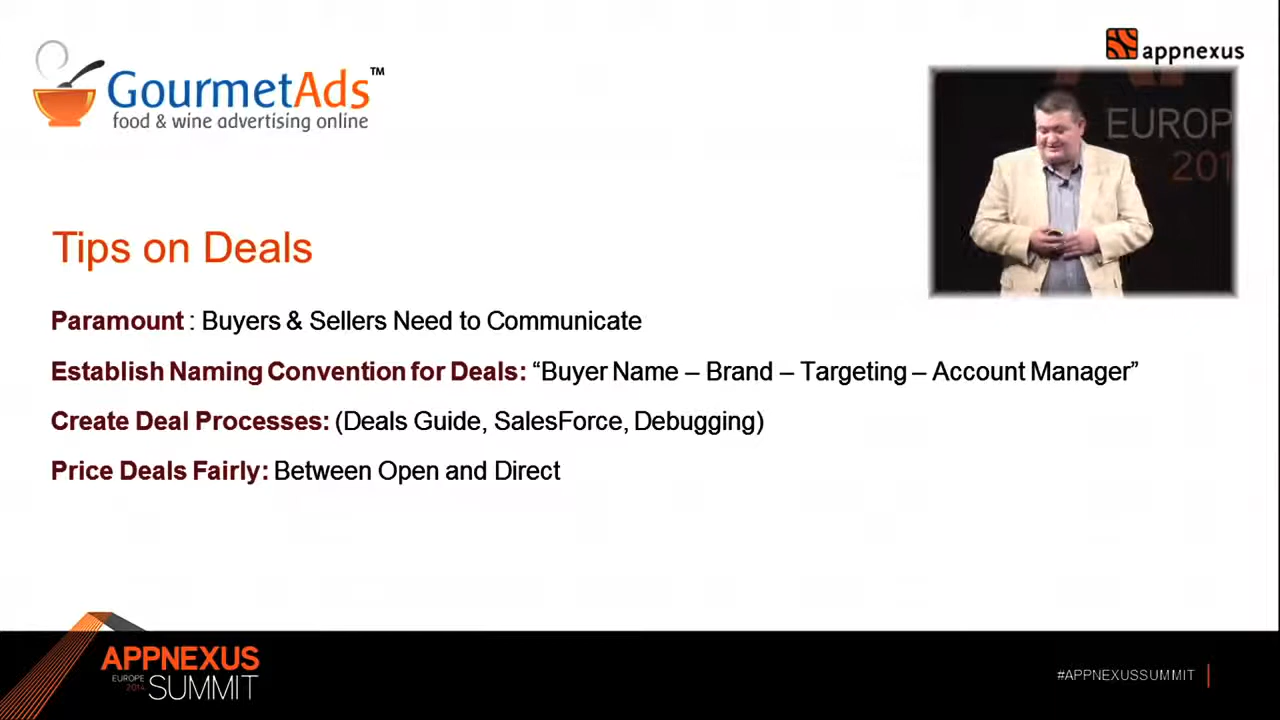 GourmetAds™
food & wine advertising online
appnexus
EUROP
201
Tips on Deals
Paramount : Buyers & Sellers Need to Communicate
Establish Naming Convention for Deals: “Buyer Name – Brand – Targeting – Account Manager”
Create Deal Processes: (Deals Guide, SalesForce, Debugging)
Price Deals Fairly: Between Open and Direct
APPNEXUS
EUROPE
2014
SUMMIT
#APPNEXUSSUMMIT